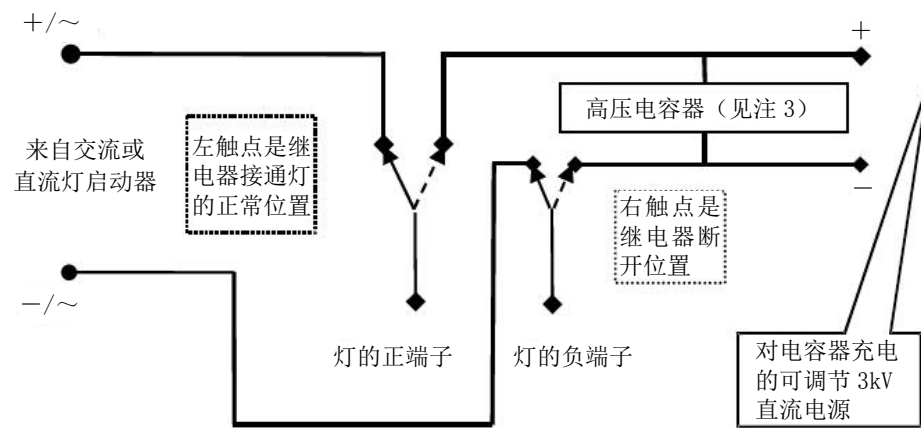 +/～
+
高压电容器（见注 3）
来自交流或
直流灯启动器
左触点是继
电器接通灯
的正常位置
−
右触点是
继电器断
开位置
−/～
灯的正端子
灯的负端子
对电容器充电
的可调节 3kV
直流电源